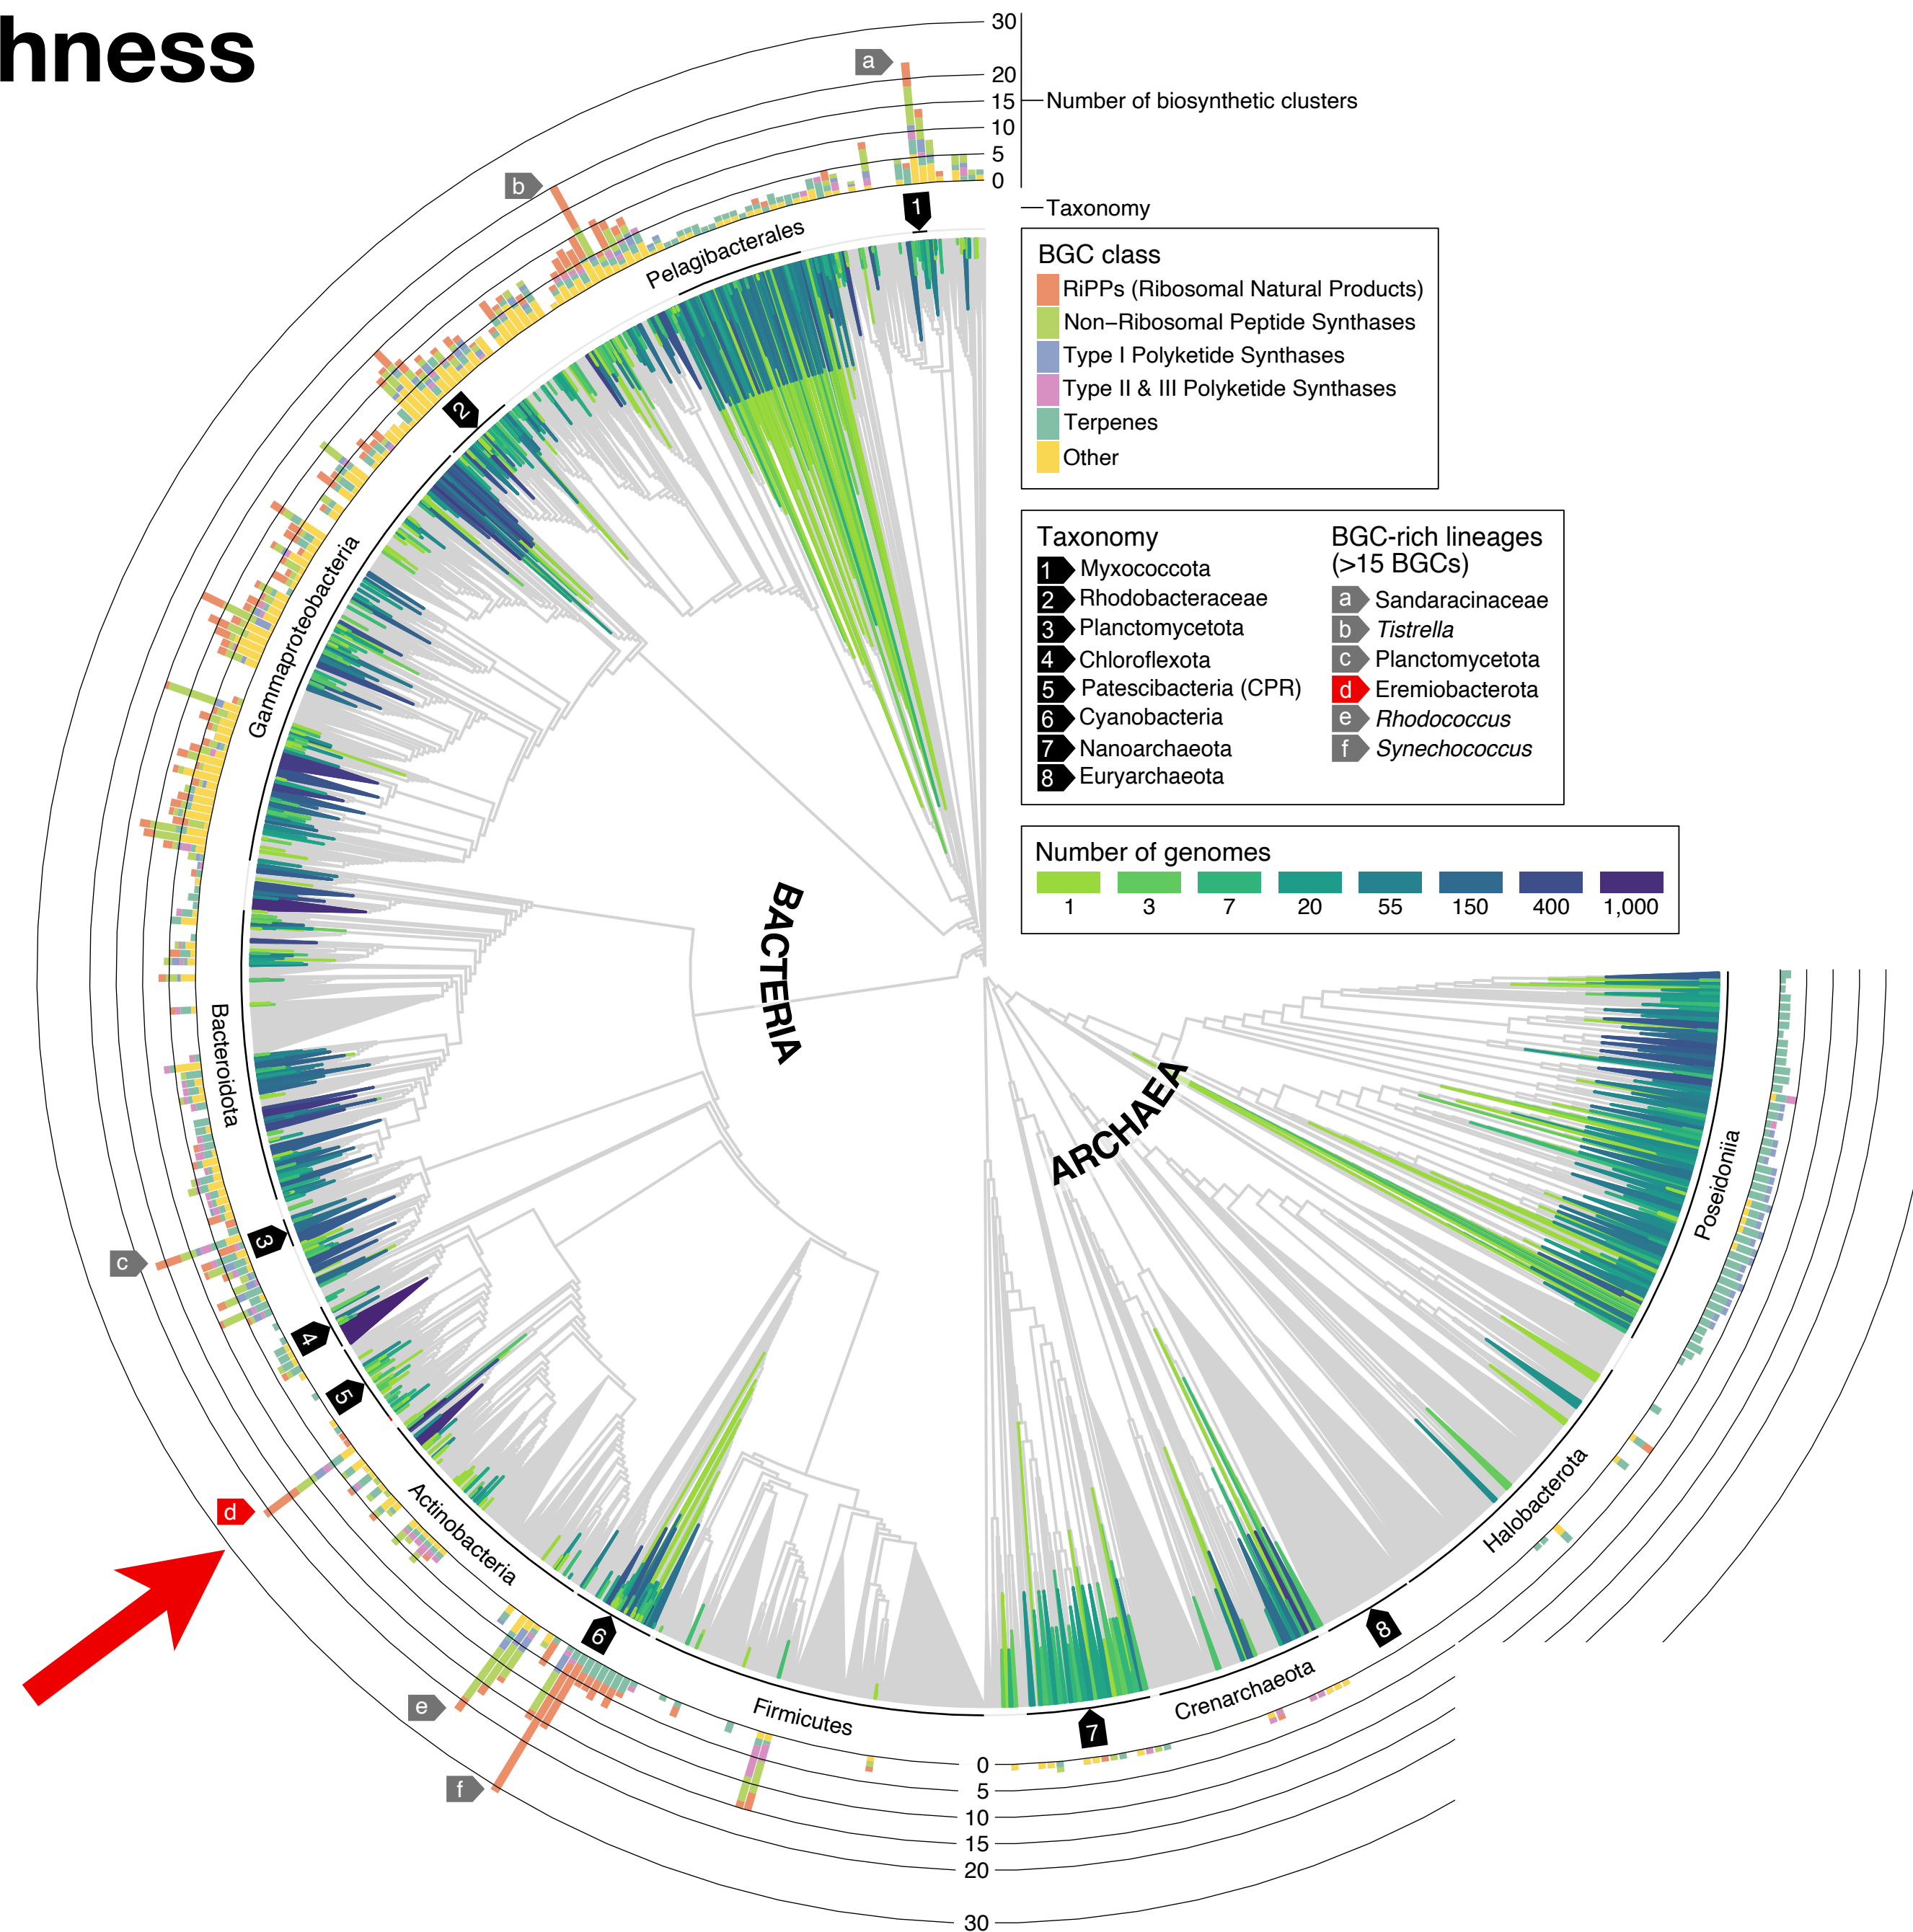 hness
30
20
15
10
5
0
Number of biosynthetic clusters
Taxonomy
BGC class
RiPPs (Ribosomal Natural Products)
Non−Ribosomal Peptide Synthases
Type I Polyketide Synthases
Type II & III Polyketide Synthases
Terpenes
Other
Taxonomy
1 Myxococcota
2 Rhodobacteraceae
3 Planctomycetota
4 Chloroflexota
5 Patescibacteria (CPR)
6 Cyanobacteria
7 Nanoarchaeota
8 Euryarchaeota
BGC-rich lineages
(>15 BGCs)
a Sandaracinaceae
b Tistrella
c Planctomycetota
d Eremiobacterota
e Rhodococcus
f Synechococcus
Number of genomes
1 3 7 20 55 150 400 1,000
a
b
1
Pelagibacterales
2
Gammaproteobacteria
BACTERIA
Bacteroidota
3
c
4
5
d
Actinobacteria
6
e
f
Firmicutes
ARCHAEA
Poseidoniia
Halobacterota
8
Crenarchaeota
7
0
5
10
15
20
30